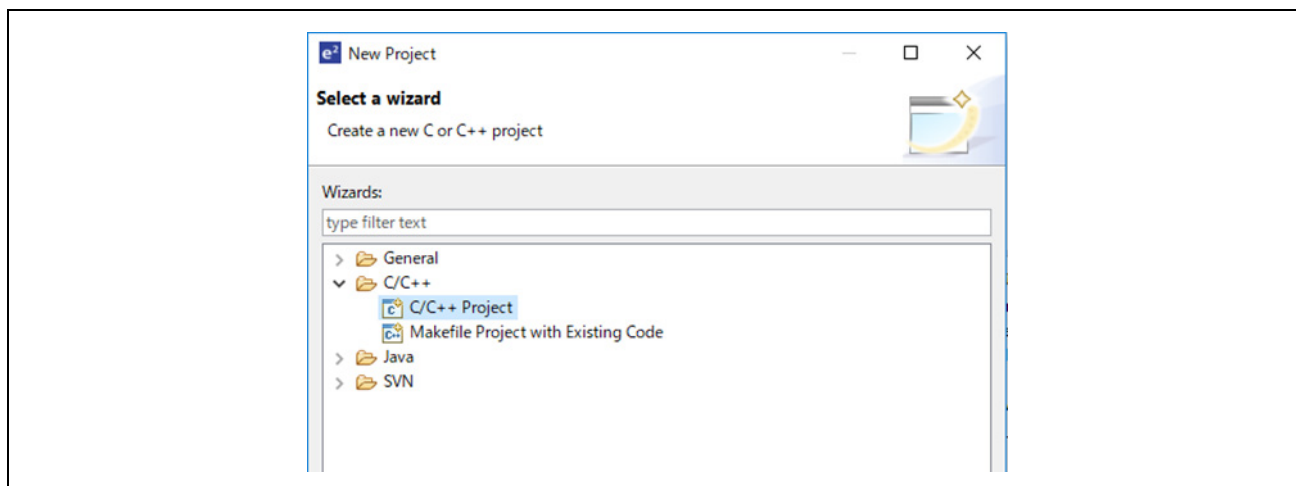 e² New Project
Select a wizard
Create a new C or C++ project
Wizards:
type filter text
General
C/C++
C/C++ Project
Makefile Project with Existing Code
Java
SVN